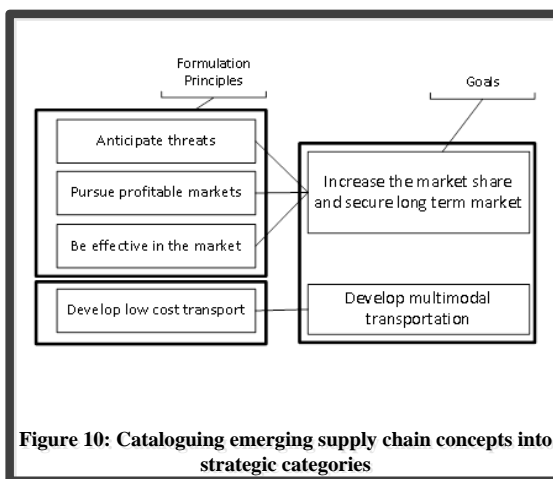 Formulation
Principles
Goals
Anticipate threats
Pursue profitable markets
Be effective in the market
Develop low cost transport
Increase the market share
and secure long term market
Develop multimodal
transportation
Figure 10: Cataloguing emerging supply chain concepts into
strategic categories